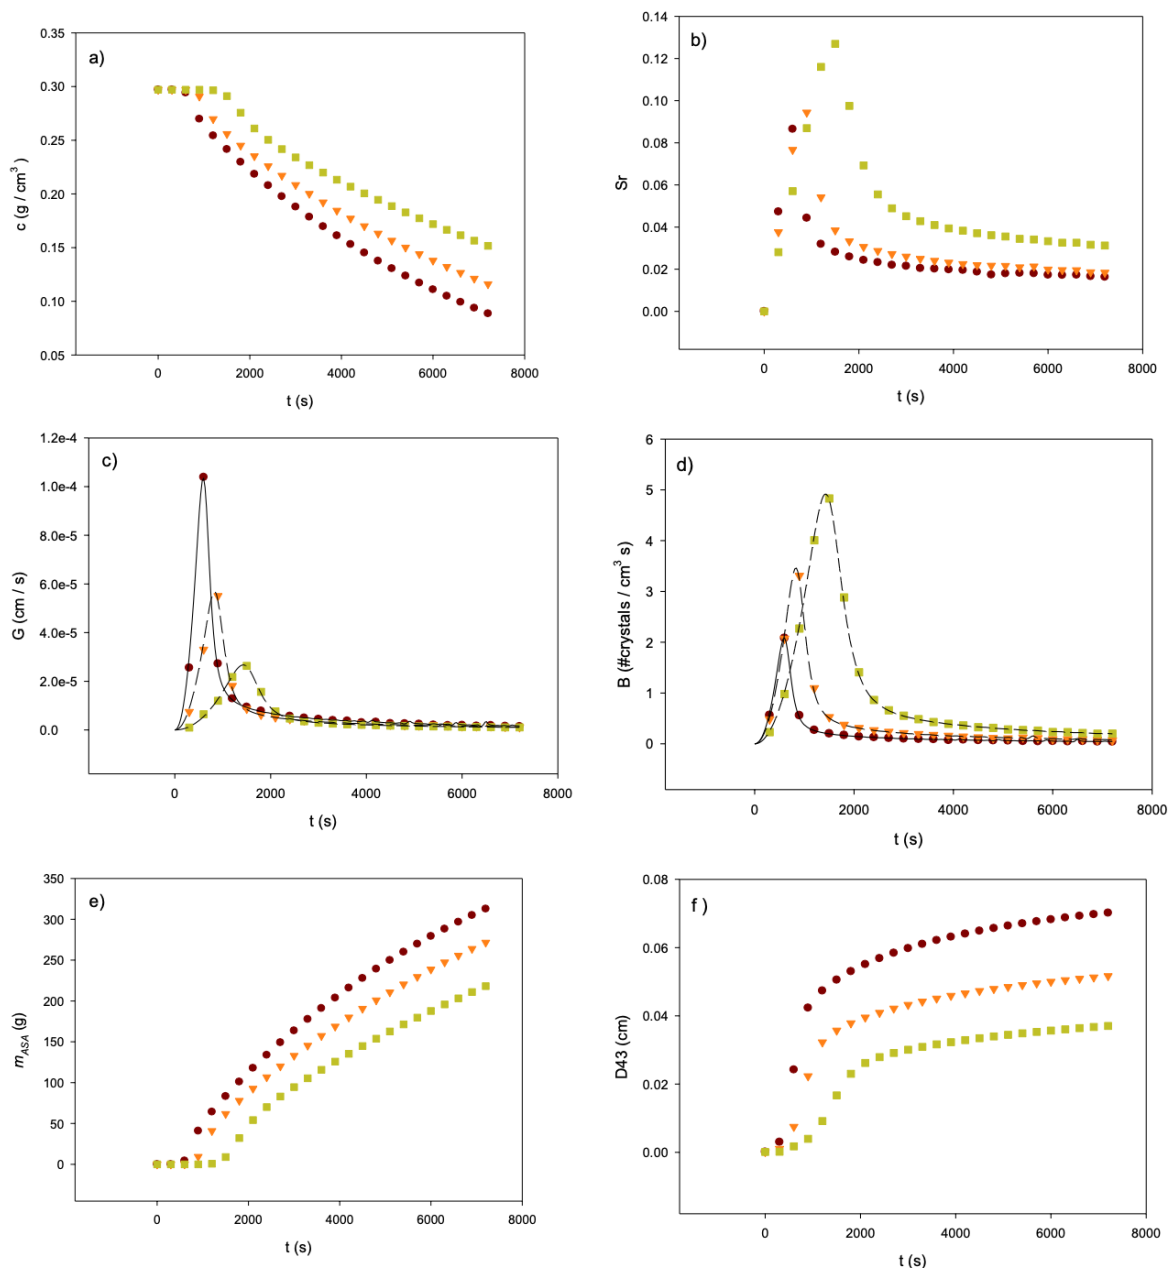 a)
c (g / cm³)
0.35
0.30
0.25
0.20
0.15
0.10
0.05
0 2000 4000 6000 8000
t (s)
b)
Sr
0.14
0.12
0.10
0.08
0.06
0.04
0.02
0.00
0 2000 4000 6000 8000
t (s)
c)
G (cm / s)
1.2e-4
1.0e-4
8.0e-5
6.0e-5
4.0e-5
2.0e-5
0.0
0 2000 4000 6000 8000
t (s)
d)
B (#crystals / cm³ s)
6
5
4
3
2
1
0
0 2000 4000 6000 8000
t (s)
e)
m_ASA (g)
350
300
250
200
150
100
50
0
0 2000 4000 6000 8000
t (s)
f )
D43 (cm)
0.08
0.06
0.04
0.02
0.00
0 2000 4000 6000 8000
t (s)